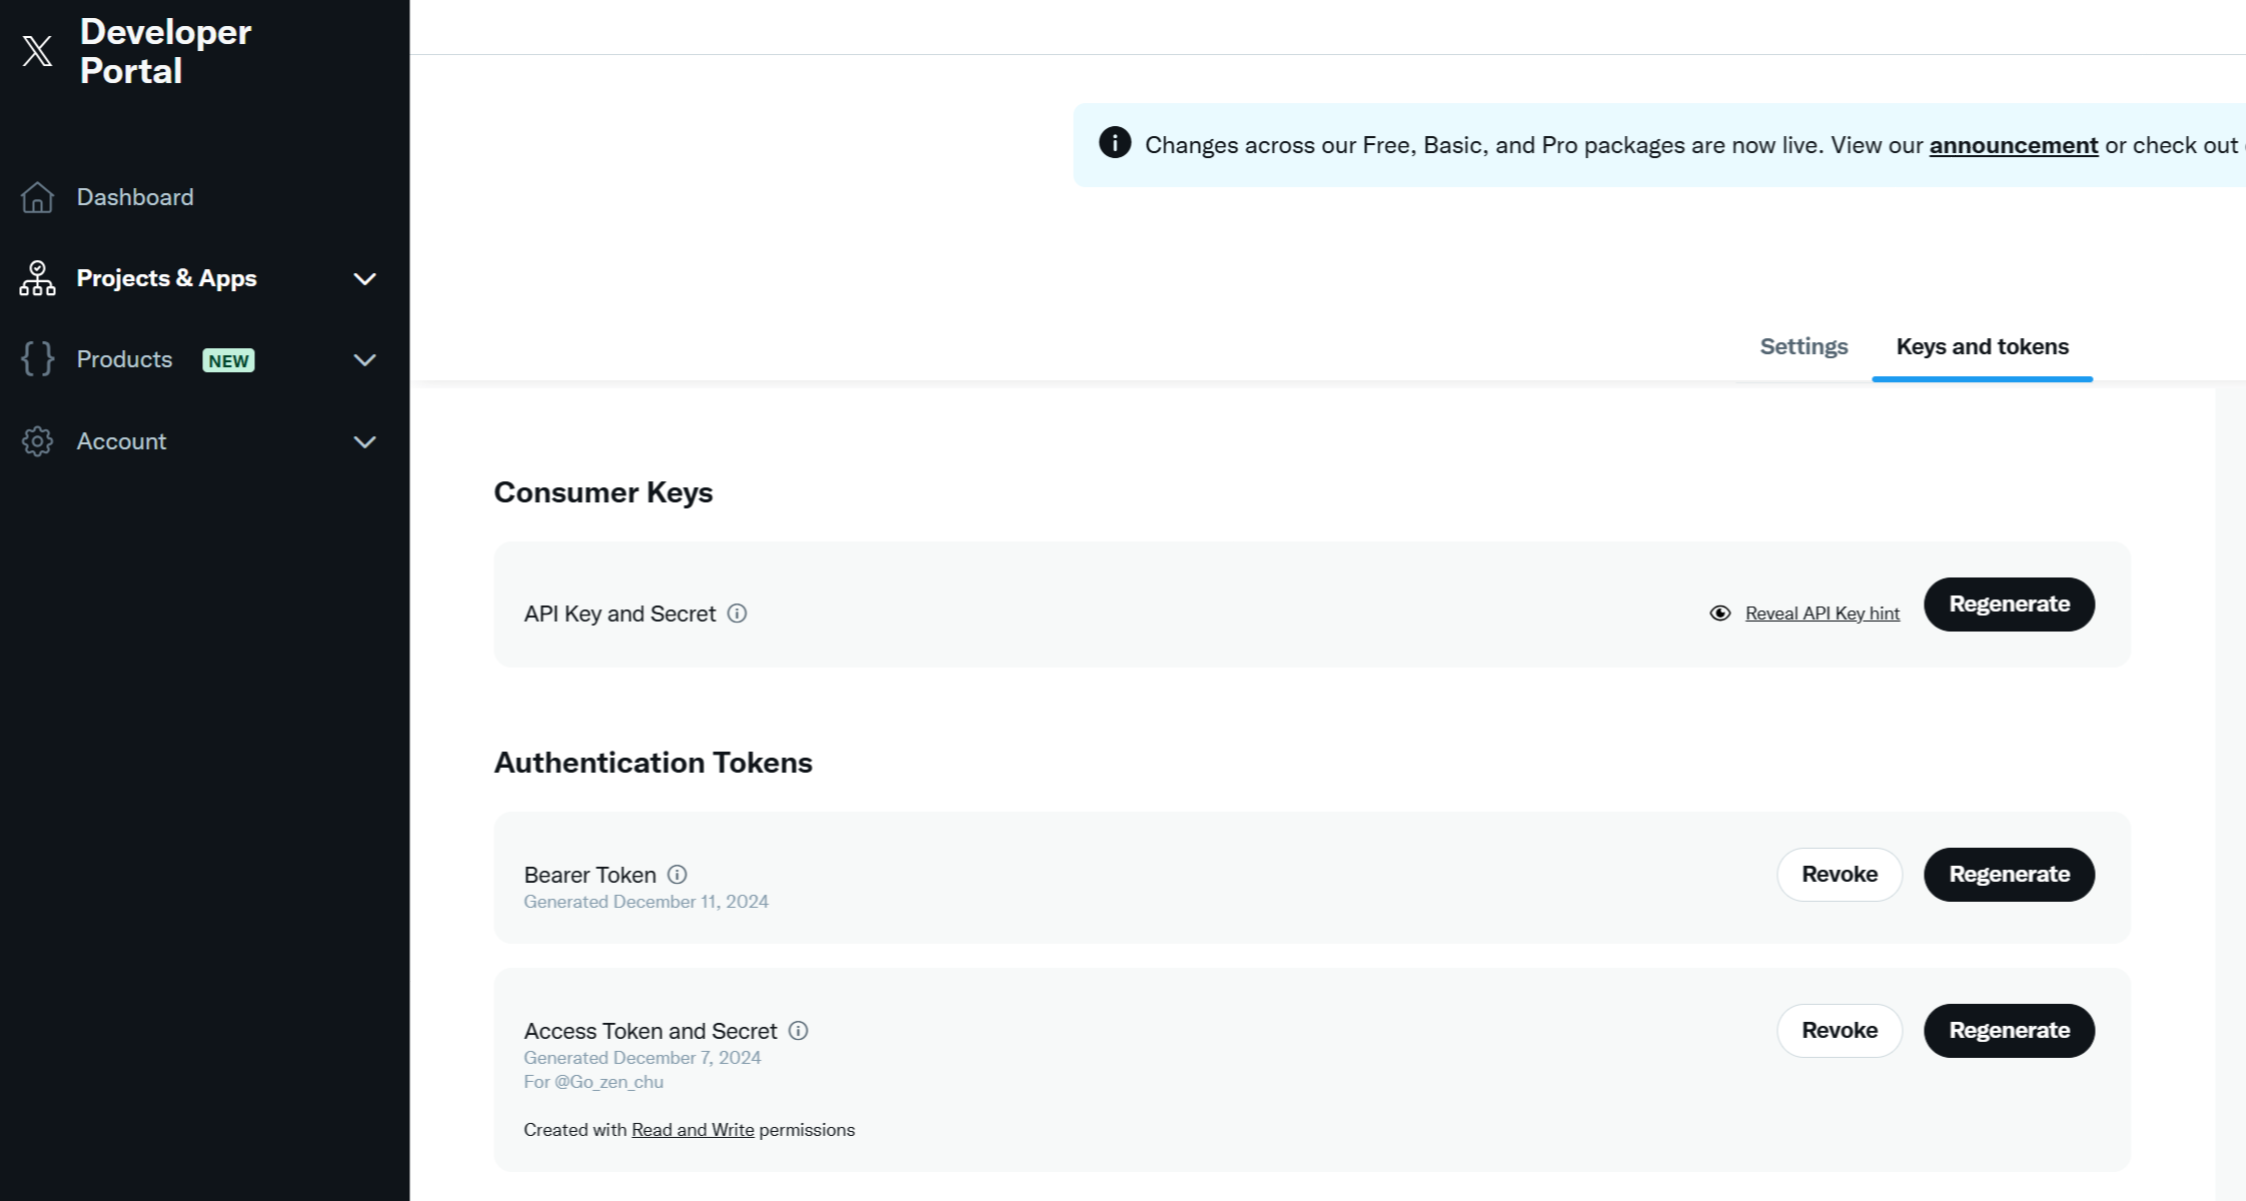 Developer
Portal
Dashboard
Projects & Apps
Products NEW
Account
Changes across our Free, Basic, and Pro packages are now live. View our announcement or check out
Settings
Keys and tokens
Consumer Keys
API Key and Secret
Reveal API Key hint
Regenerate
Authentication Tokens
Bearer Token
Generated December 11, 2024
Revoke
Regenerate
Access Token and Secret
Generated December 7, 2024
For @Go_zen_chu
Created with Read and Write permissions
Revoke
Regenerate